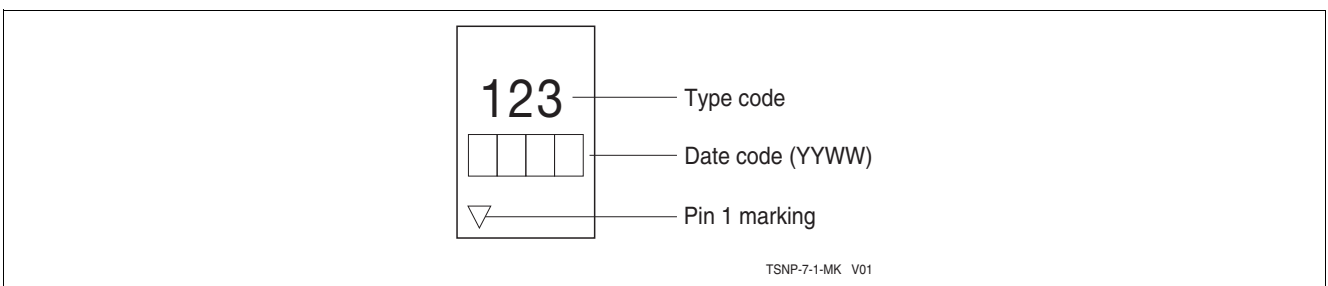 123 Type code
Date code (YYWW)
Pin 1 marking
TSNP-7-1-MK V01